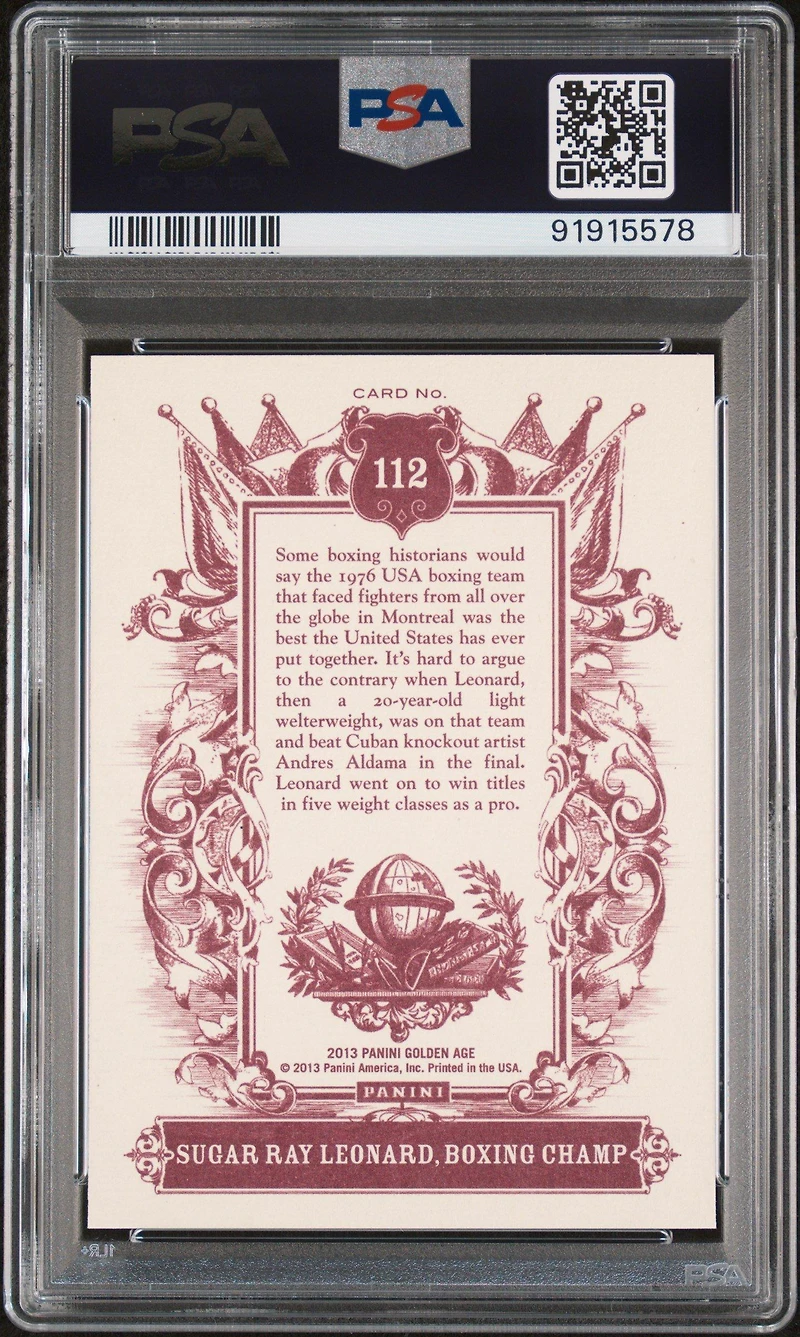 PSA
PSA
91915578
CARD No.
112
Some boxing historians would
say the 1976 USA boxing team
that faced fighters from all over
the globe in Montreal was the
best the United States has ever
put together. It's hard to argue
to the contrary when Leonard,
then a 20-year-old light
welterweight, was on that team
and beat Cuban knockout artist
Andres Aldama in the final.
Leonard went on to win titles
in five weight classes as a pro.
2013 PANINI GOLDEN AGE
© 2013 Panini America, Inc. Printed in the USA.
PANINI
SUGAR RAY LEONARD, BOXING CHAMP
PSA